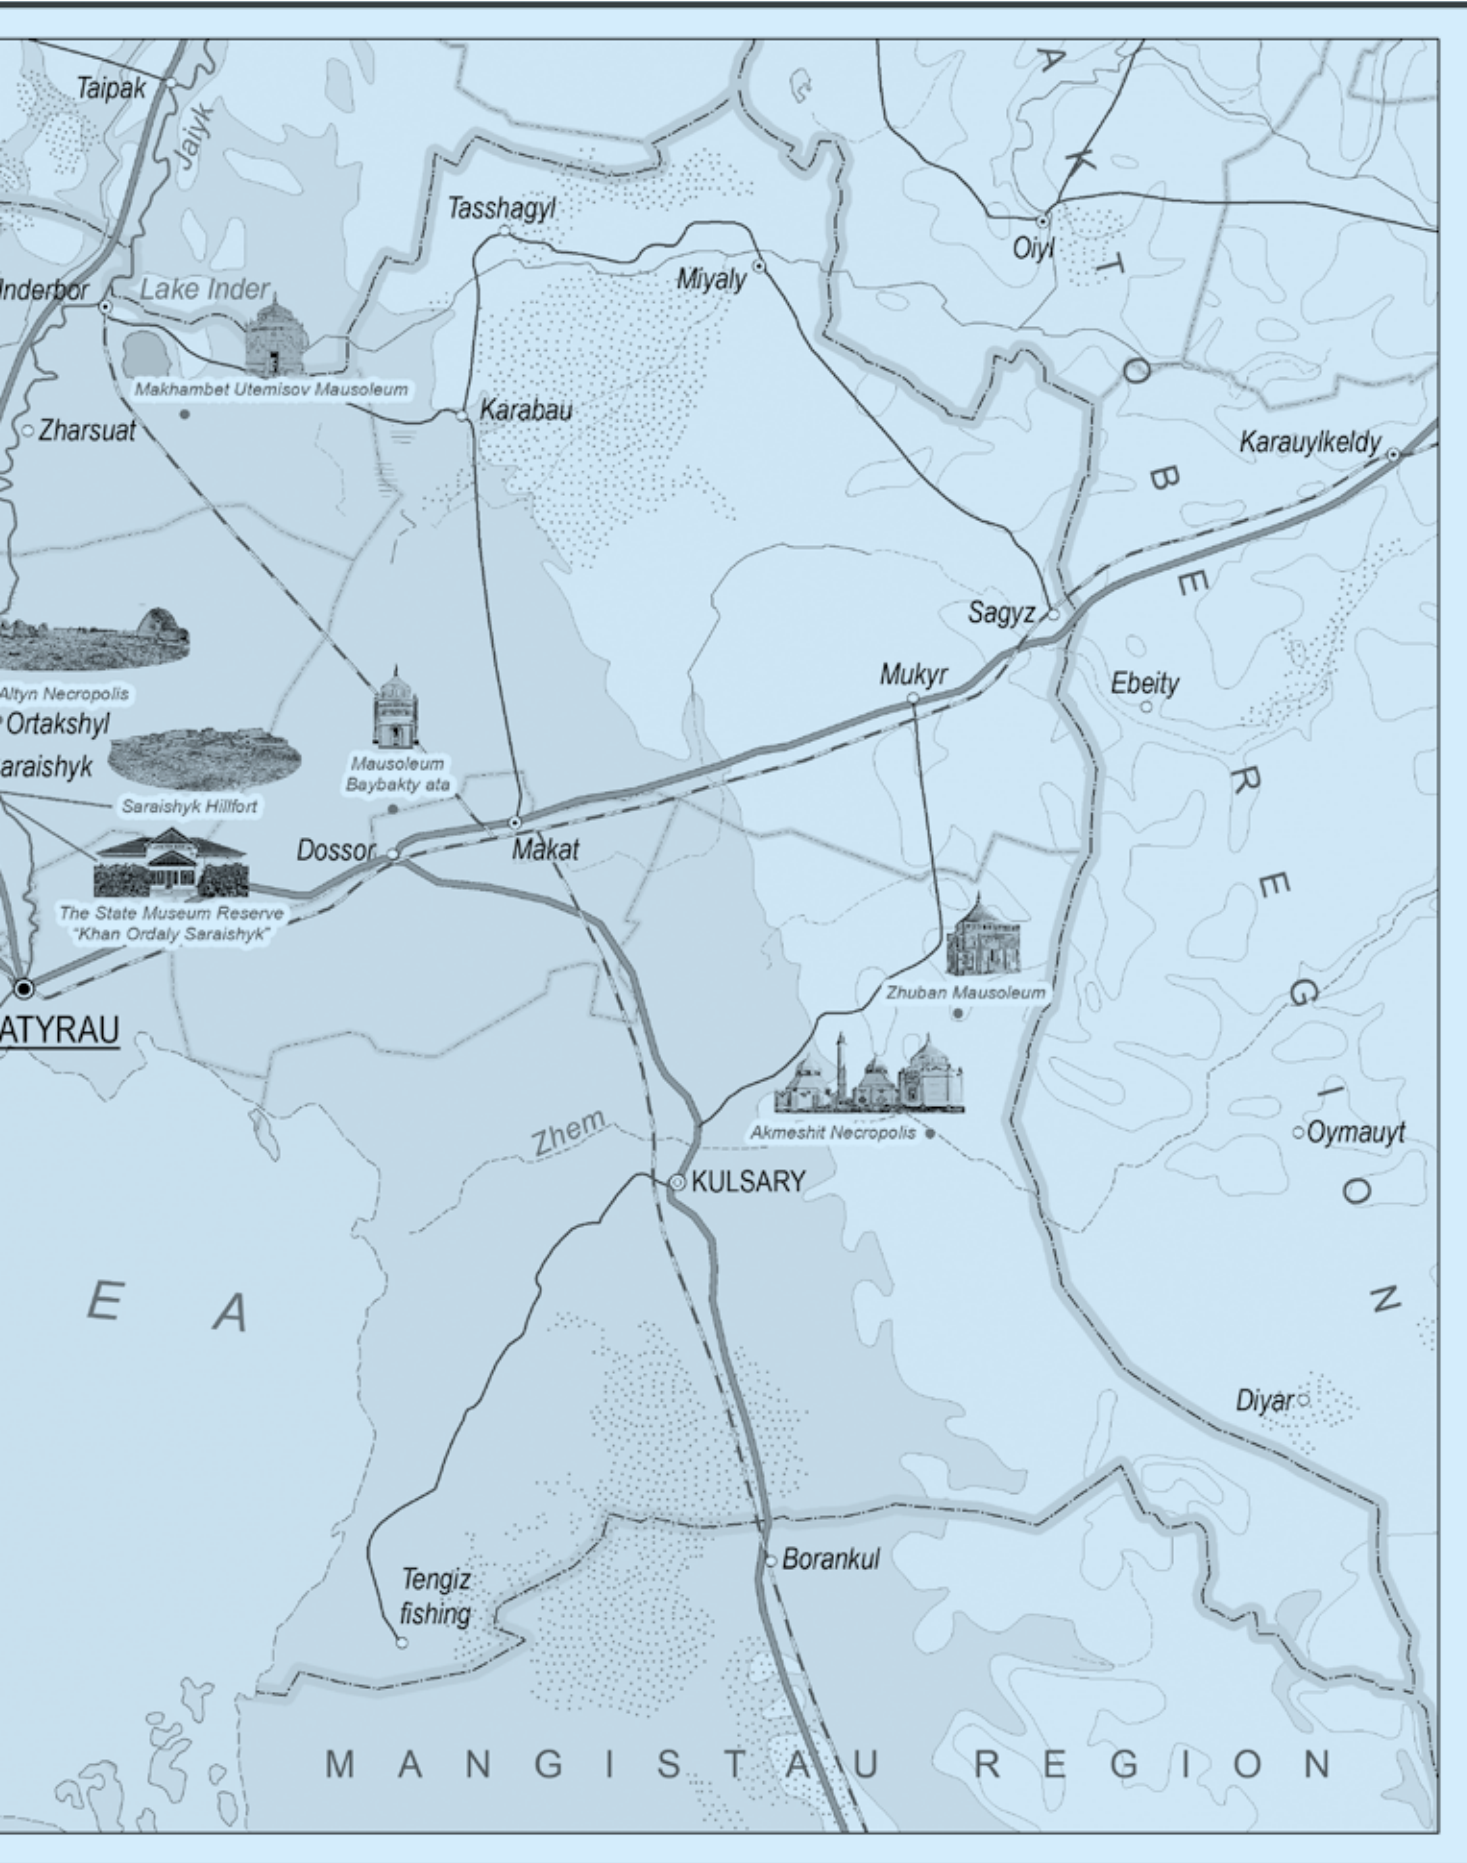 Taipak
Jaiyk
Tasshagyl
Oiyl
Miyaly
Inderbor
Lake Inder
Makhambet Utemisov Mausoleum
Karabau
Zharsuat
Karauylkeldy
AKTOBE REGION
Sagyz
Mukyr
Ebeity
Altyn Necropolis
Ortakshyl
araishyk
Mausoleum
Baybakty ata
Saraishyk Hillfort
Dossor
Makat
The State Museum Reserve
“Khan Ordaly Saraishyk”
Zhuban Mausoleum
ATYRAU
Zhem
Akmeshit Necropolis
Oymauyt
KULSARY
E A
Diyar
Borankul
Tengiz
fishing
MANGISTAU REGION